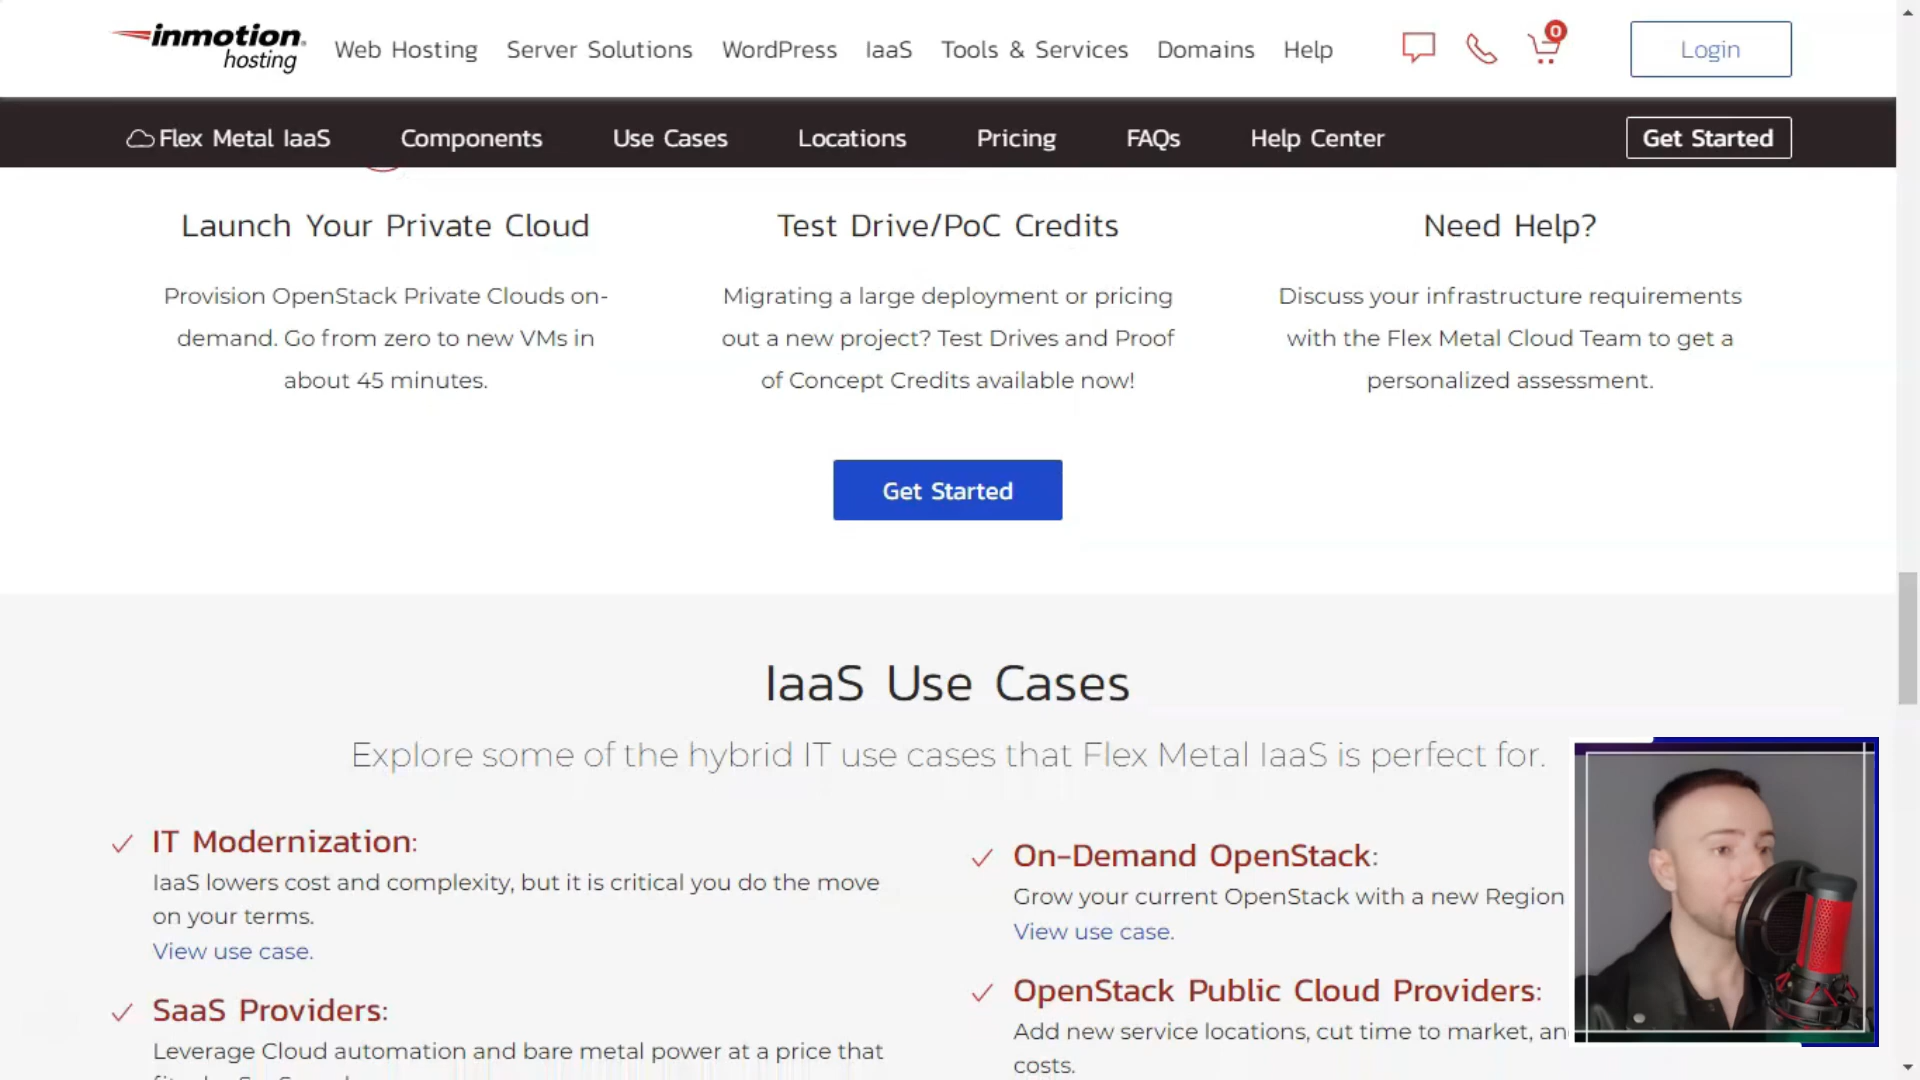 inmotion hosting
Web Hosting Server Solutions WordPress IaaS Tools & Services Domains Help 0 Login
Flex Metal IaaS Components Use Cases Locations Pricing FAQs Help Center Get Started
Launch Your Private Cloud
Provision OpenStack Private Clouds on-
demand. Go from zero to new VMs in
about 45 minutes.
Test Drive/PoC Credits
Migrating a large deployment or pricing
out a new project? Test Drives and Proof
of Concept Credits available now!
Need Help?
Discuss your infrastructure requirements
with the Flex Metal Cloud Team to get a
personalized assessment.
Get Started
IaaS Use Cases
Explore some of the hybrid IT use cases that Flex Metal IaaS is perfect for.
IT Modernization:
IaaS lowers cost and complexity, but it is critical you do the move
on your terms.
View use case.
SaaS Providers:
Leverage Cloud automation and bare metal power at a price that
On-Demand OpenStack:
Grow your current OpenStack with a new Region
View use case.
OpenStack Public Cloud Providers:
Add new service locations, cut time to market,
costs.